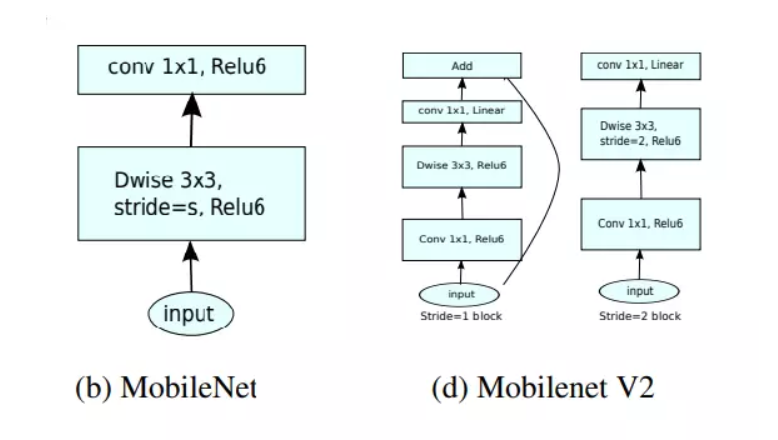 conv 1x1, Relu6
Dwise 3x3,
stride=s, Relu6
input
(b) MobileNet
Add
conv 1x1, Linear
Dwise 3x3, Relu6
Conv 1x1, Relu6
input
Stride=1 block
conv 1x1, Linear
Dwise 3x3,
stride=2, Relu6
Conv 1x1, Relu6
input
Stride=2 block
(d) Mobilenet V2